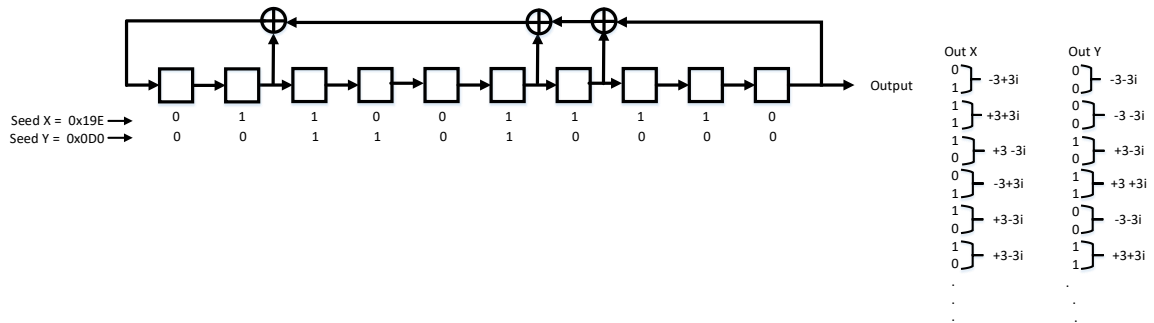 Output
Seed X = 0x19E 0 1 1 0 0 1 1 1 1 0
Seed Y = 0x0D0 0 0 1 1 0 1 0 0 0 0
Out X Out Y
0 0
-3+3i -3-3i
1 0
1 0
+3+3i -3 -3i
1 0
1 1
+3 -3i +3-3i
0 0
0 1
-3+3i +3 +3i
1 1
1 0
+3-3i -3-3i
0 0
1 1
+3-3i +3+3i
0 1
. .
. .
. .